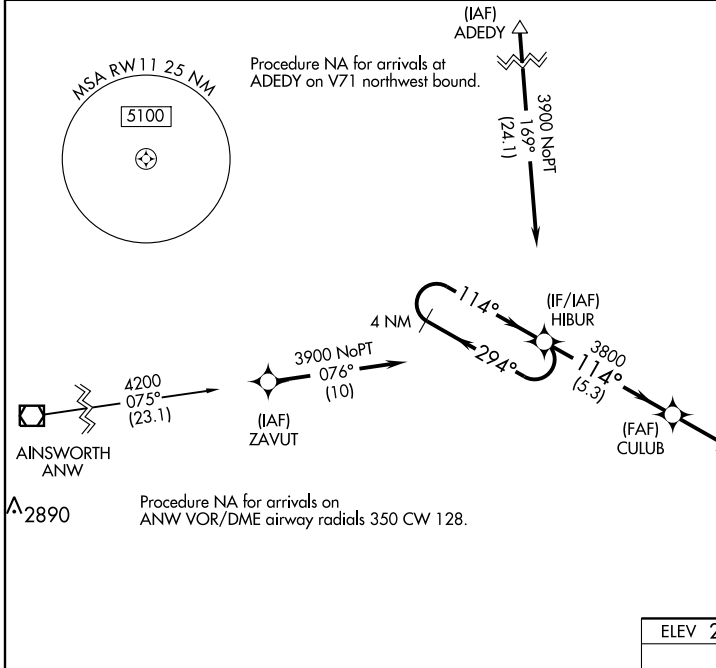 MSA RW11 25 NM
5100
Procedure NA for arrivals at
ADEDY on V71 northwest bound.
(IAF)
ADEDY
3900 NoPT
169°
(24.1)
4 NM
114°
294°
(IF/IAF)
HIBUR
3800
114°
(5.3)
(FAF)
CULUB
3900 NoPT
076°
(10)
(IAF)
ZAVUT
4200
075°
(23.1)
AINSWORTH
ANW
2890
Procedure NA for arrivals on
ANW VOR/DME airway radials 350 CW 128.
ELEV 2